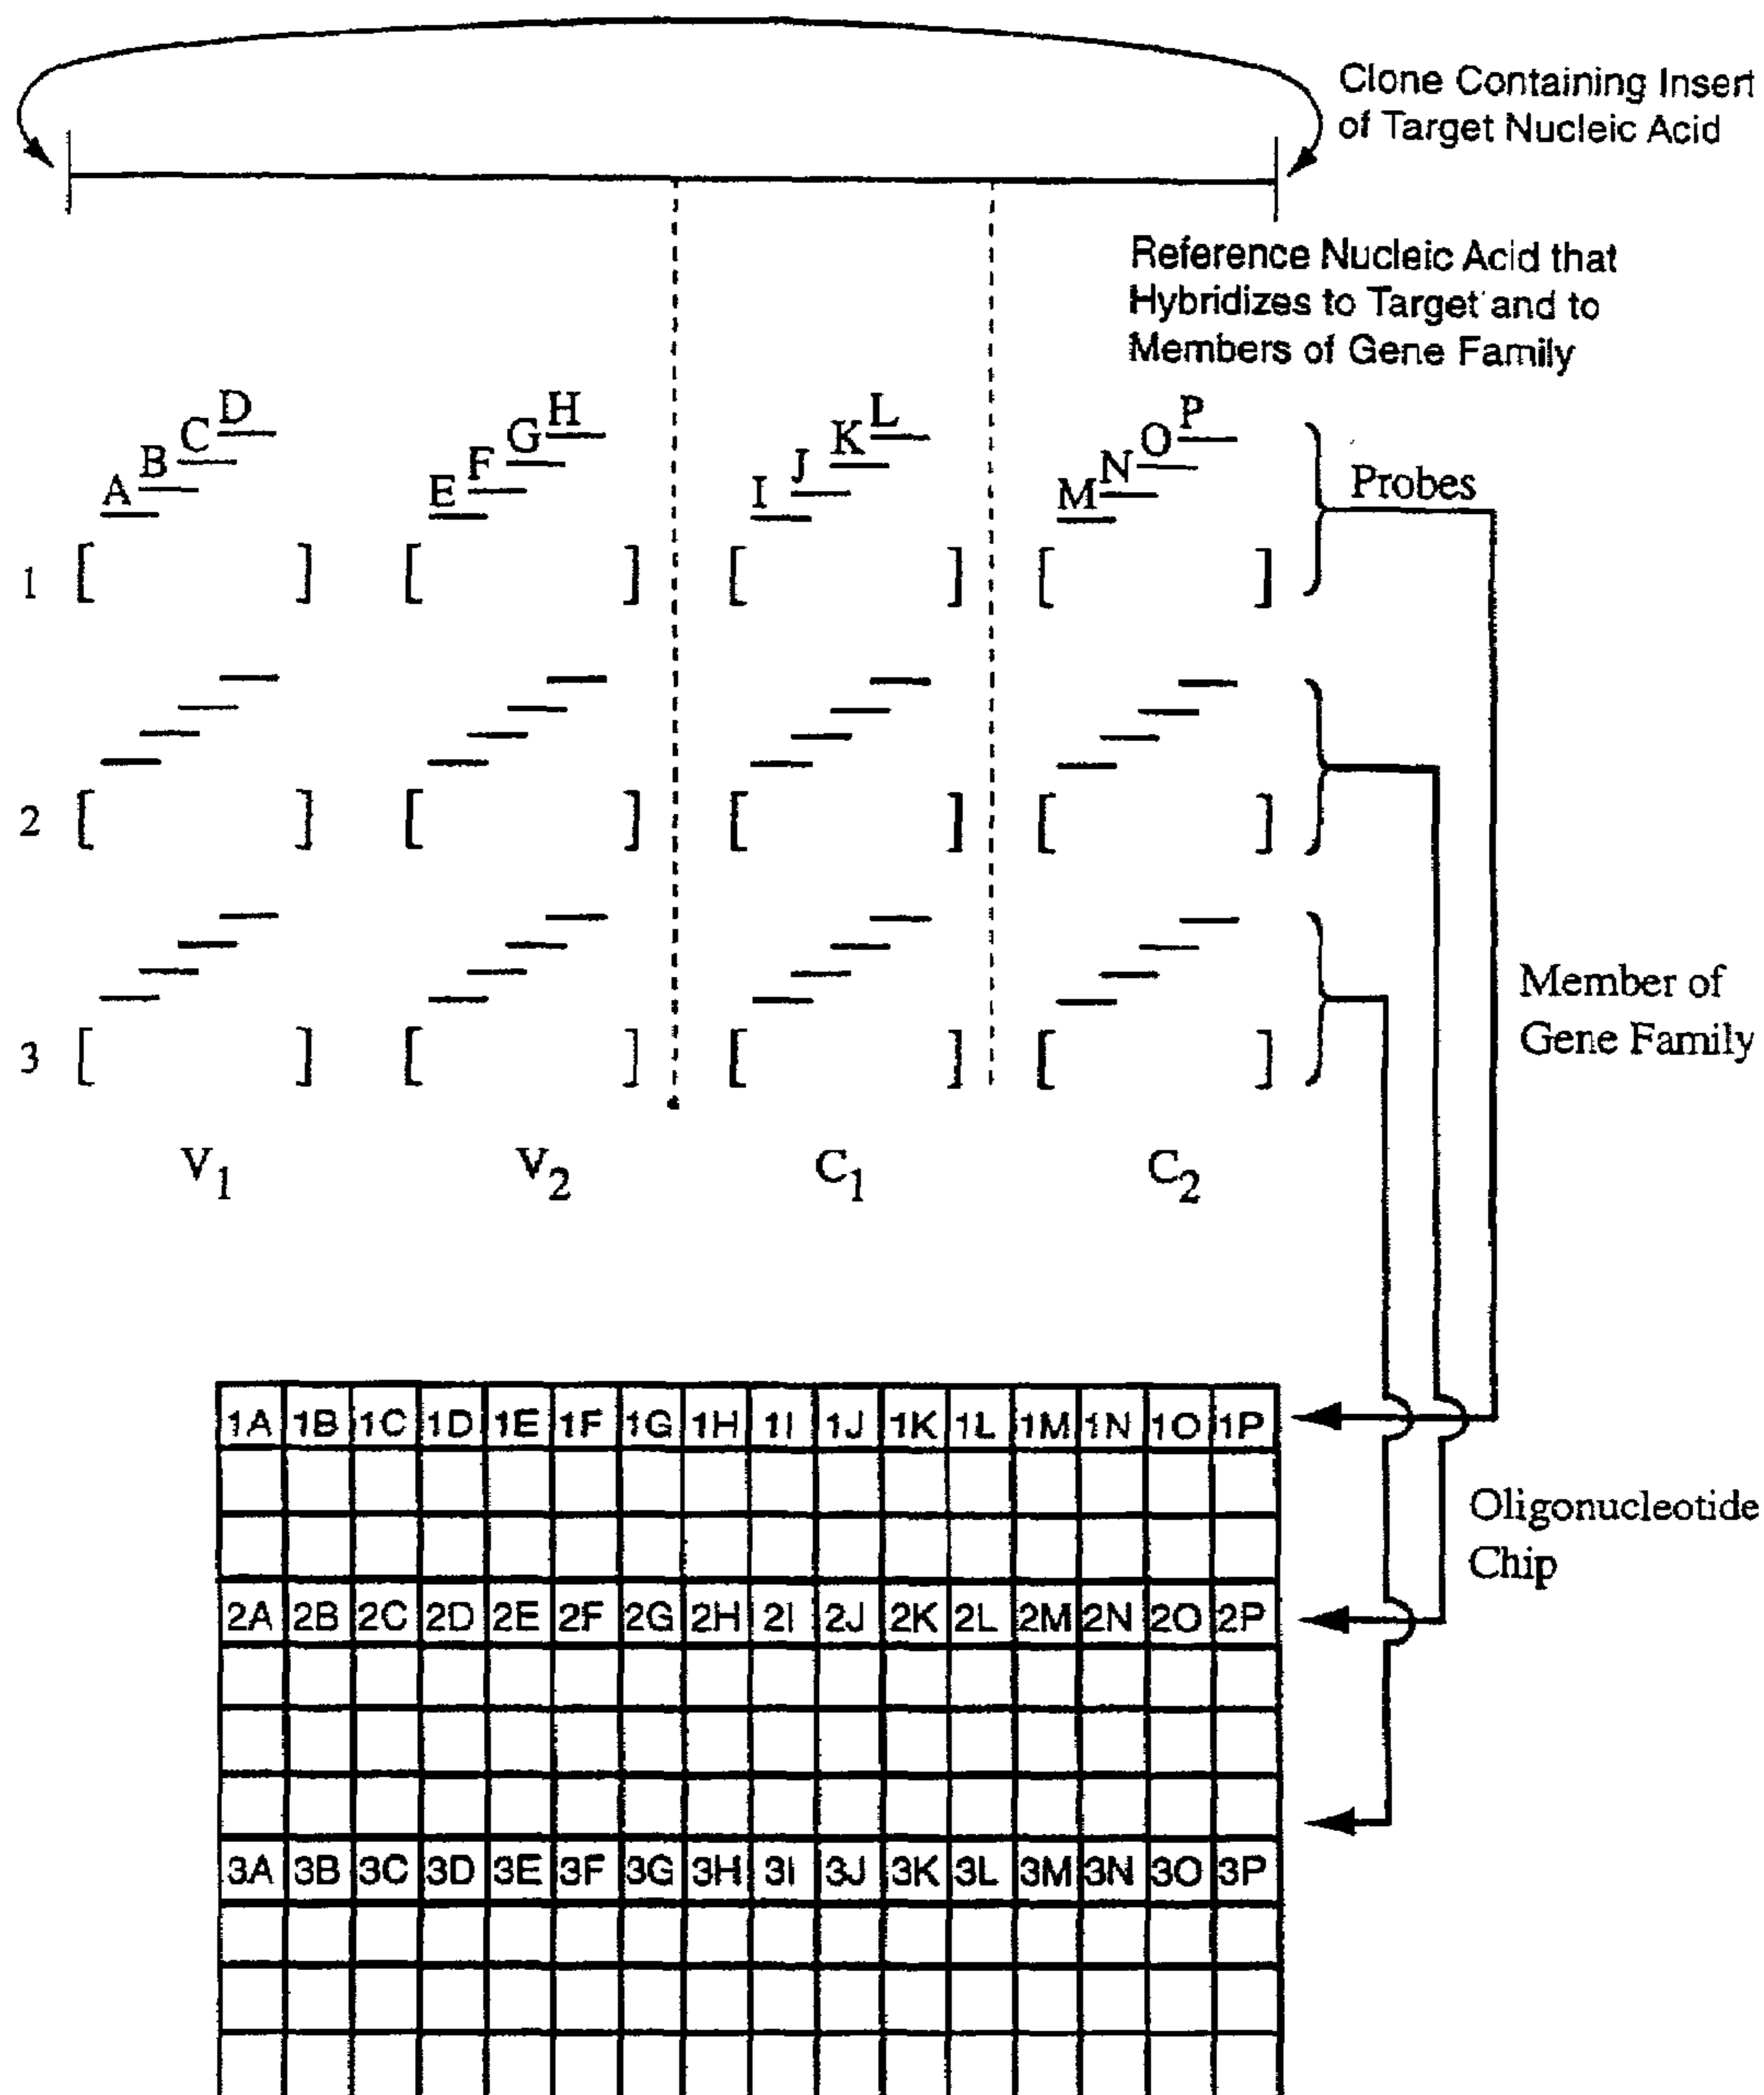 Clone Containing Insert
of Target Nucleic Acid
Reference Nucleic Acid that
Hybridizes to Target and to
Members of Gene Family
A B C D E F G H I J K L M N O P
Probes
1
2
3
Member of
Gene Family
V1 V2 C1 C2
1A 1B 1C 1D 1E 1F 1G 1H 1I 1J 1K 1L 1M 1N 1O 1P
Oligonucleotide
Chip
2A 2B 2C 2D 2E 2F 2G 2H 2I 2J 2K 2L 2M 2N 2O 2P
3A 3B 3C 3D 3E 3F 3G 3H 3I 3J 3K 3L 3M 3N 3O 3P